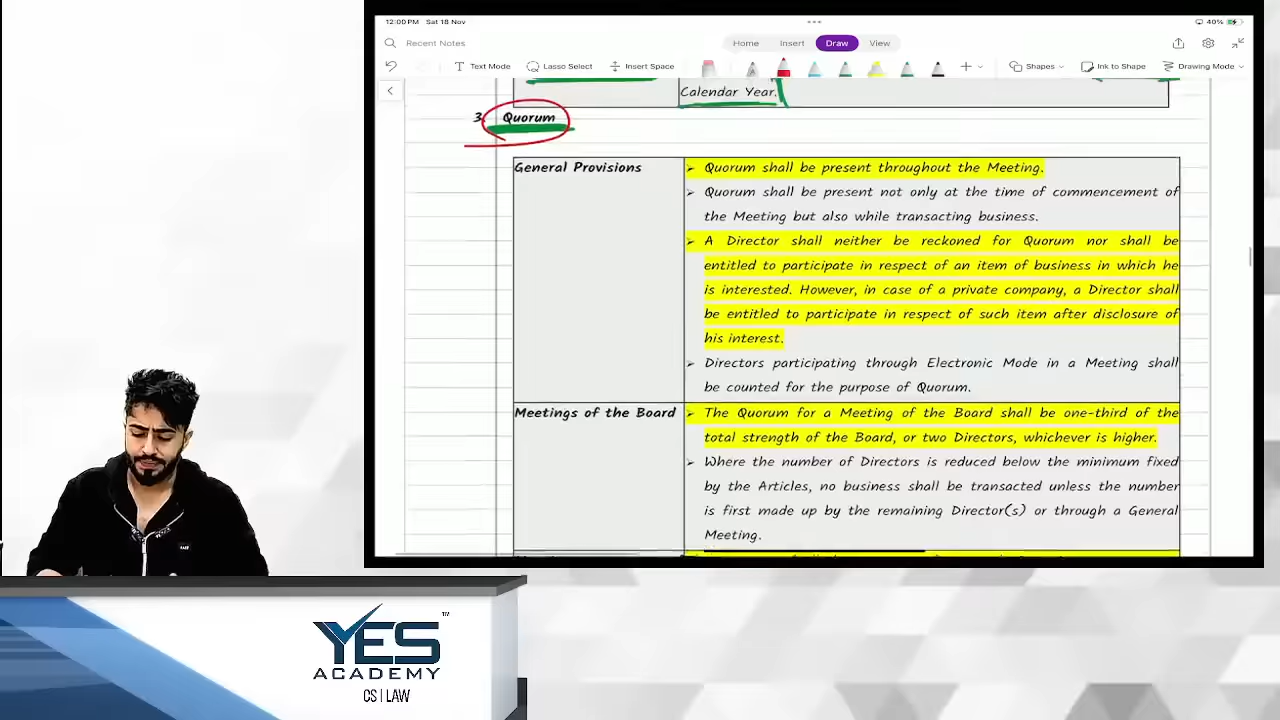 12:00 PM Sat 18 Nov
40%
Recent Notes
Home Insert Draw View
Text Mode Lasso Select Insert Space Shapes Ink to Shape Drawing Mode
Calendar Year.
3. Quorum
General Provisions
➢ Quorum shall be present throughout the Meeting.
➢ Quorum shall be present not only at the time of commencement of
the Meeting but also while transacting business.
➢ A Director shall neither be reckoned for Quorum nor shall be
entitled to participate in respect of an item of business in which he
is interested. However, in case of a private company, a Director shall
be entitled to participate in respect of such item after disclosure of
his interest.
➢ Directors participating through Electronic Mode in a Meeting shall
be counted for the purpose of Quorum.
Meetings of the Board
➢ The Quorum for a Meeting of the Board shall be one-third of the
total strength of the Board, or two Directors, whichever is higher.
➢ Where the number of Directors is reduced below the minimum fixed
by the Articles, no business shall be transacted unless the number
is first made up by the remaining Director(s) or through a General
Meeting.
YES
™
ACADEMY
CS | LAW